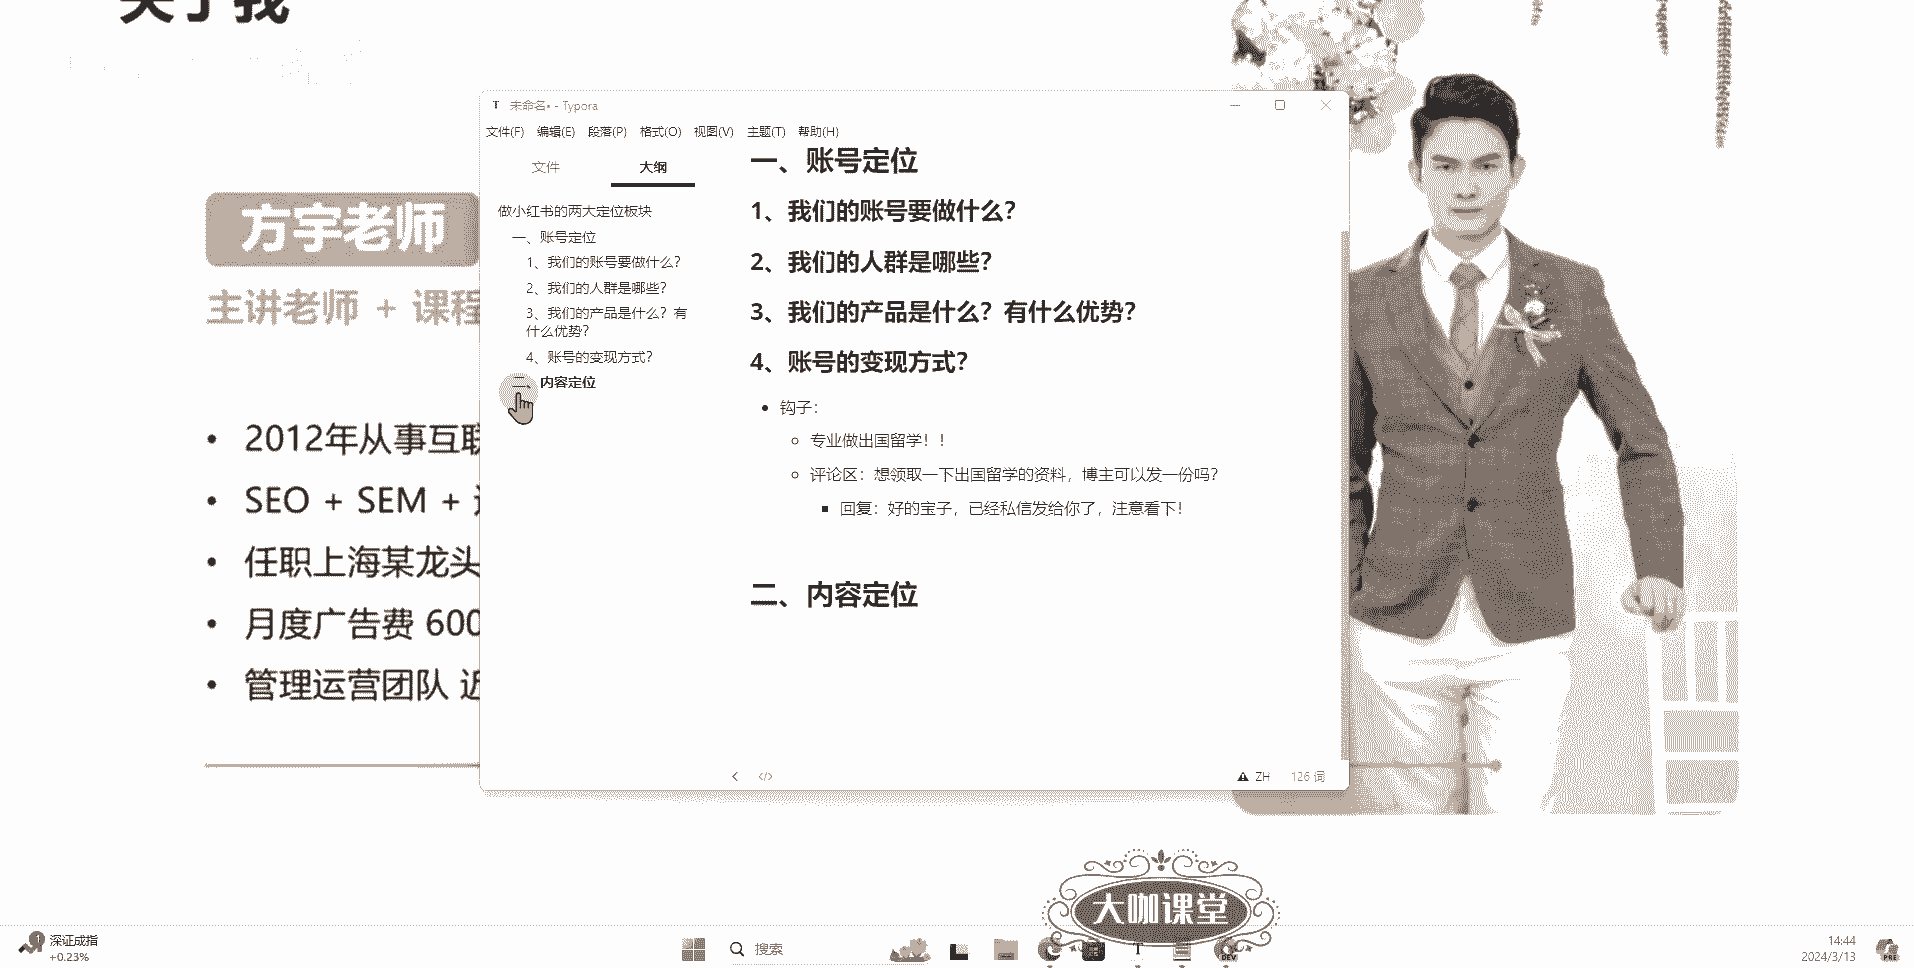 关于我
方宇老师
主讲老师 + 课程
2012年从事互联
SEO + SEM +
任职上海某龙头
月度广告费 600
管理运营团队 近
未命名• - Typora
文件(F) 编辑(E) 段落(P) 格式(O) 视图(V) 主题(T) 帮助(H)
文件 大纲
做小红书的两大定位板块
一、账号定位
1、我们的账号要做什么？
2、我们的人群是哪些？
3、我们的产品是什么？有
什么优势？
4、账号的变现方式？
二、内容定位
一、账号定位
1、我们的账号要做什么？
2、我们的人群是哪些？
3、我们的产品是什么？有什么优势？
4、账号的变现方式？
钩子：
专业做出国留学！！
评论区：想领取一下出国留学的资料，博主可以发一份吗？
回复：好的宝子，已经私信发给你了，注意看下！
二、内容定位
ZH 126 词
大咖课堂
1
深证成指
+0.23%
搜索
T
DEV
14:44
2024/3/13
PRE